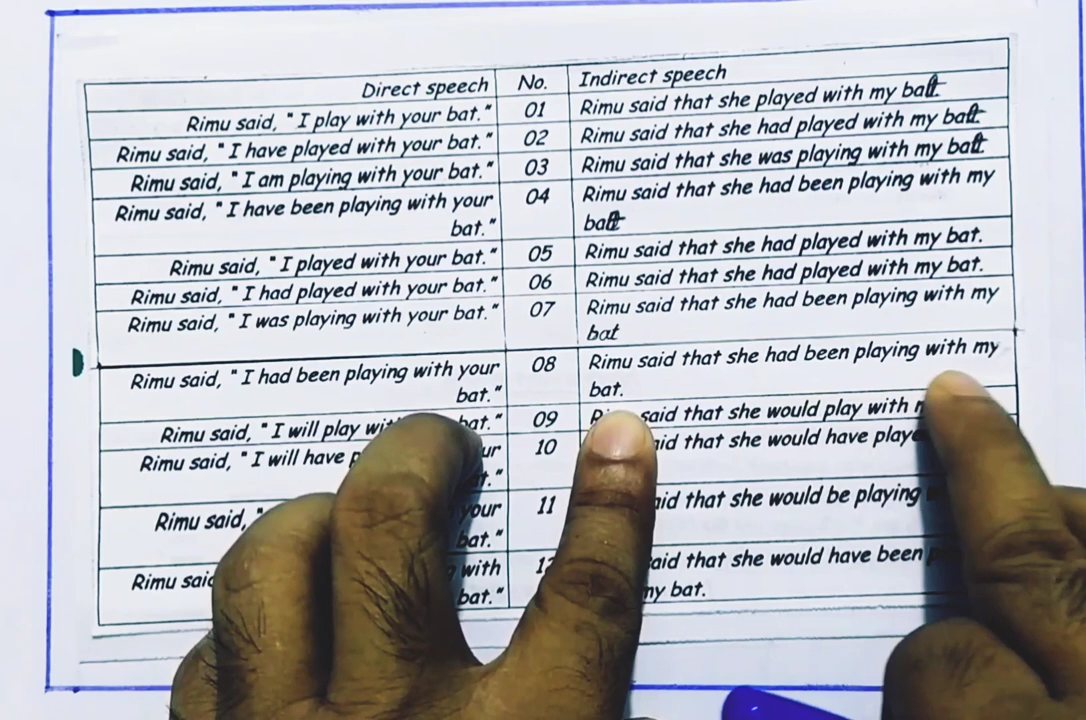 Direct speech No. Indirect speech
Rimu said, "I play with your bat." 01 Rimu said that she played with my bat.
Rimu said, "I have played with your bat." 02 Rimu said that she had played with my bat.
Rimu said, "I am playing with your bat." 03 Rimu said that she was playing with my bat
Rimu said, "I have been playing with your 04 Rimu said that she had been playing with my
bat." bat
Rimu said, "I played with your bat." 05 Rimu said that she had played with my bat.
Rimu said, "I had played with your bat." 06 Rimu said that she had played with my bat.
Rimu said, "I was playing with your bat." 07 Rimu said that she had been playing with my
bat
Rimu said, "I had been playing with your 08 Rimu said that she had been playing with my
bat." bat.
Rimu said, "I will play bat." 09 said that she would play with
Rimu said, "I will have 10 that she would have
Rimu said, " your 11 that she would be playing
bat."
Rimu with said that she would have been
bat." my bat.